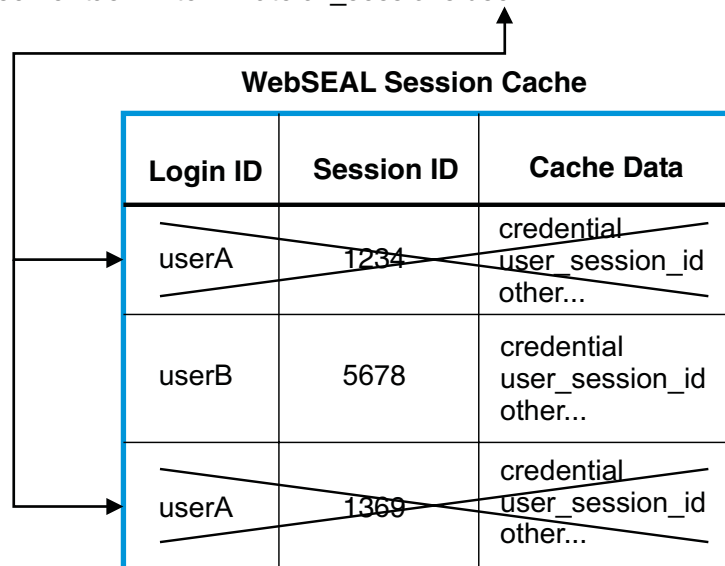 WebSEAL Session Cache
Login ID Session ID Cache Data
userA 1234 credential
user_session_id
other...
userB 5678 credential
user_session_id
other...
userA 1369 credential
user_session_id
other...